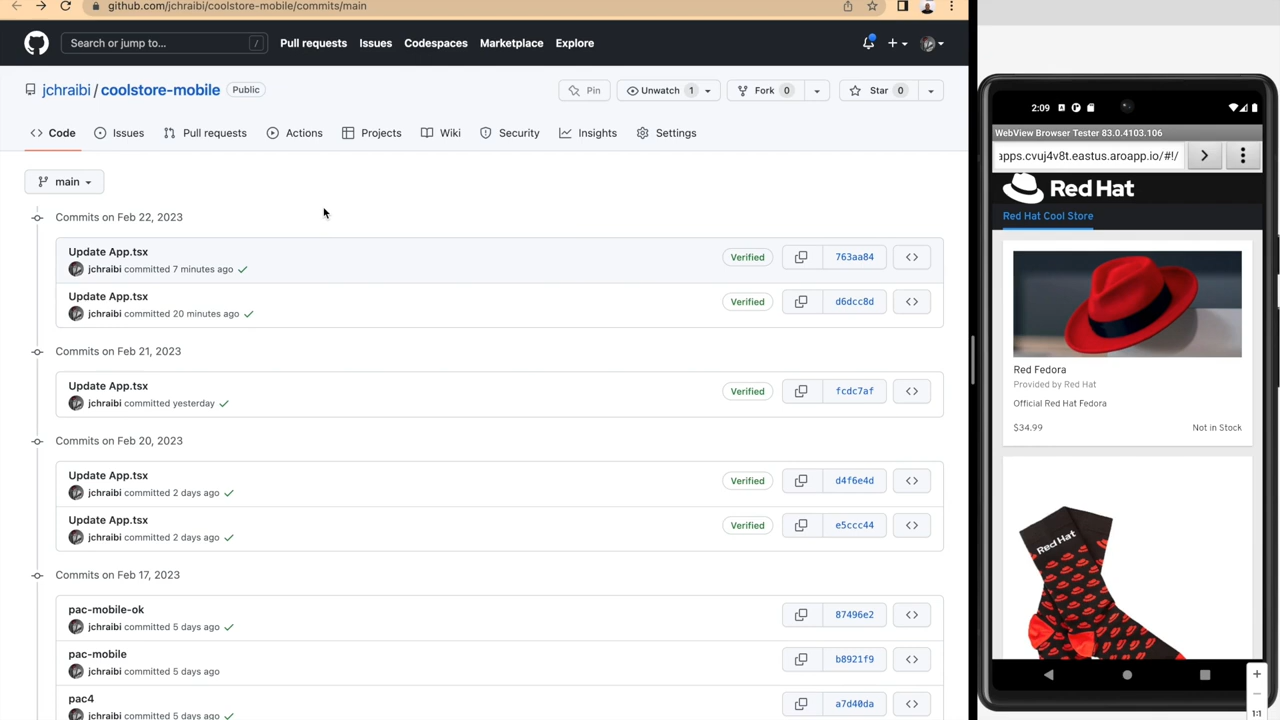 github.com/jchraibi/coolstore-mobile/commits/main
Search or jump to... /
Pull requests Issues Codespaces Marketplace Explore
jchraibi / coolstore-mobile Public
Pin Unwatch 1 Fork 0 Star 0
Code Issues Pull requests Actions Projects Wiki Security Insights Settings
main
Commits on Feb 22, 2023
Update App.tsx
jchraibi committed 7 minutes ago
Verified 763aa84
Update App.tsx
jchraibi committed 20 minutes ago
Verified d6dcc8d
Commits on Feb 21, 2023
Update App.tsx
jchraibi committed yesterday
Verified fcdc7af
Commits on Feb 20, 2023
Update App.tsx
jchraibi committed 2 days ago
Verified d4f6e4d
Update App.tsx
jchraibi committed 2 days ago
Verified e5ccc44
Commits on Feb 17, 2023
pac-mobile-ok
jchraibi committed 5 days ago
87496e2
pac-mobile
jchraibi committed 5 days ago
b8921f9
pac4
jchraibi committed 5 days ago
a7d40da
2:09
WebView Browser Tester 83.0.4103.106
apps.cvuj4v8t.eastus.aroapp.io/#!/
Red Hat
Red Hat Cool Store
Red Fedora
Provided by Red Hat
Official Red Hat Fedora
$34.99 Not in Stock
Red Hat
1:1